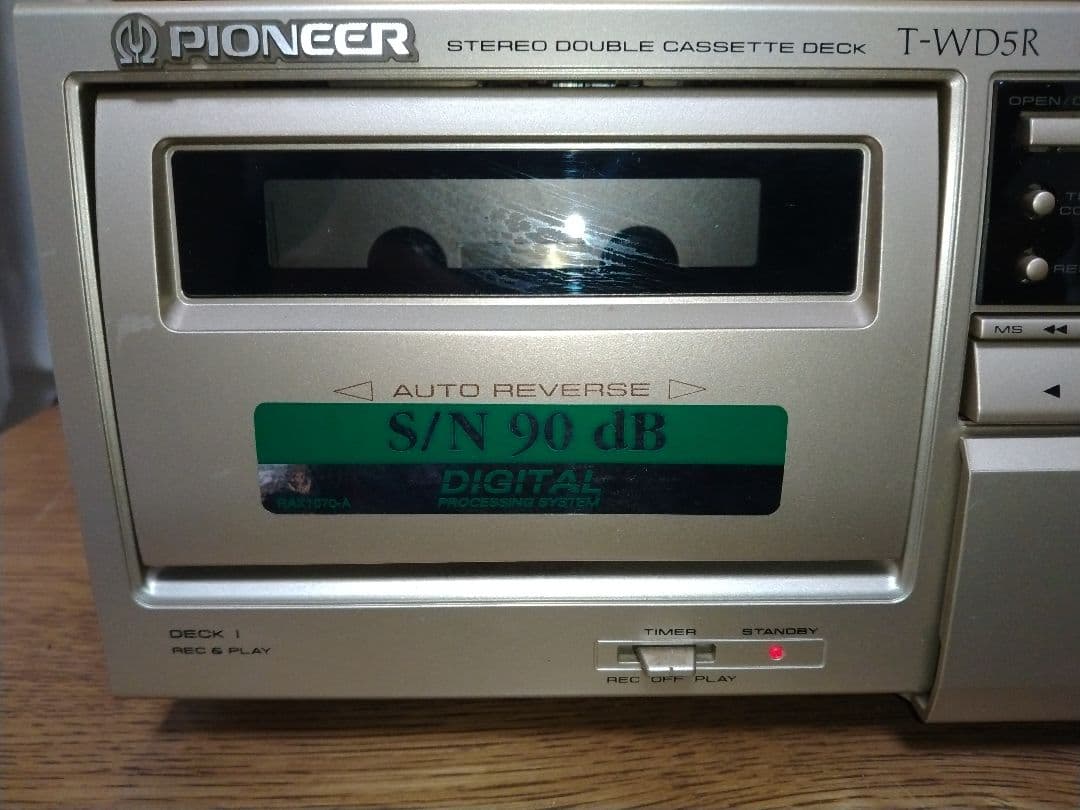 PIONEER STEREO DOUBLE CASSETTE DECK T-WD5R
OPEN/
AUTO REVERSE
S/N 90 dB
DIGITAL
PROCESSING SYSTEM
RAX1070-A
MS
DECK I
REC & PLAY
TIMER STANDBY
REC OFF PLAY